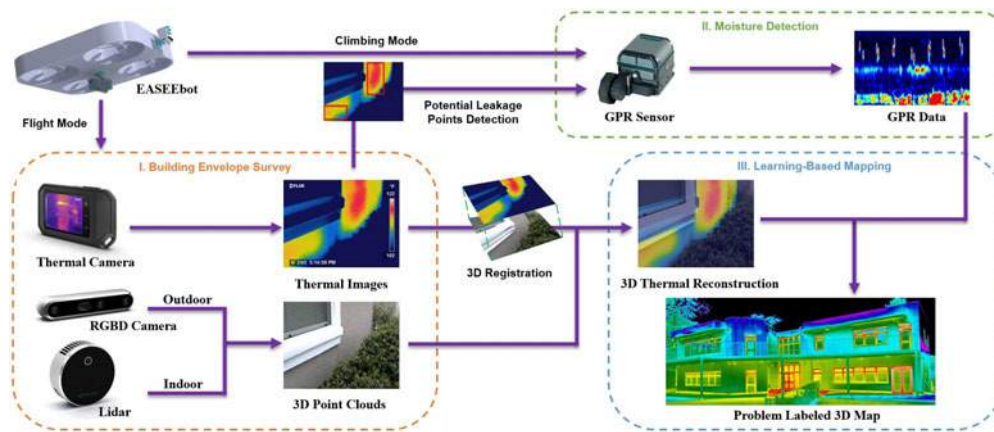 II. Moisture Detection
Climbing Mode
EASEEbot
Potential Leakage
Points Detection
GPR Sensor
GPR Data
Flight Mode
I. Building Envelope Survey
III. Learning-Based Mapping
Thermal Camera
Thermal Images
3D Registration
3D Thermal Reconstruction
Outdoor
RGBD Camera
Indoor
Lidar
3D Point Clouds
Problem Labeled 3D Map